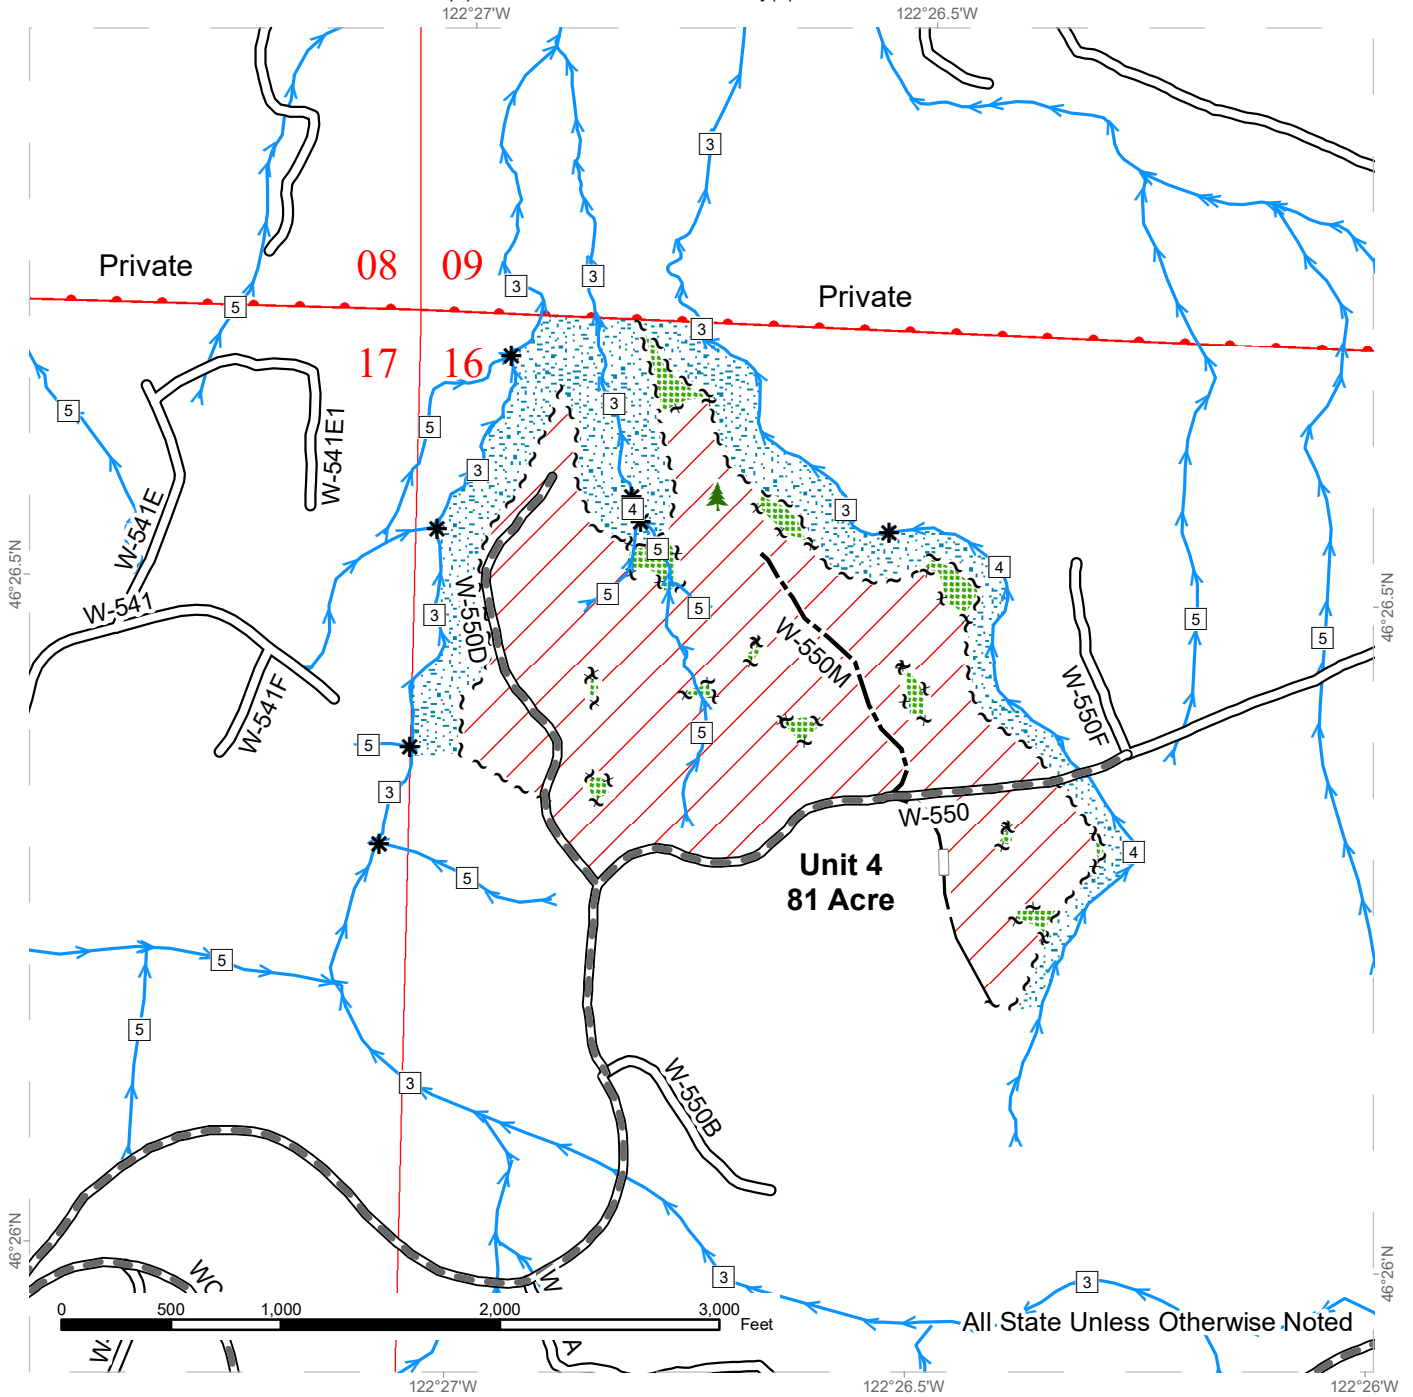 122°27'W
122°26.5'W
3
Private
08
09
3
3
Private
5
3
17
16
5
3
5
W-541E1
3
W-541E
4
3
5
4
46°26.5'N
W-541
5
5
3
W-550D
W-550M
5
5
46°26.5'N
W-541F
W-550F
5
5
3
W-550
Unit 4
81 Acre
4
5
5
5
3
W-550B
46°26'N
WC
W
3
3
46°26'N
0
500
1,000
2,000
3,000
Feet
All State Unless Otherwise Noted
W-
A
122°27'W
122°26.5'W
122°26'W